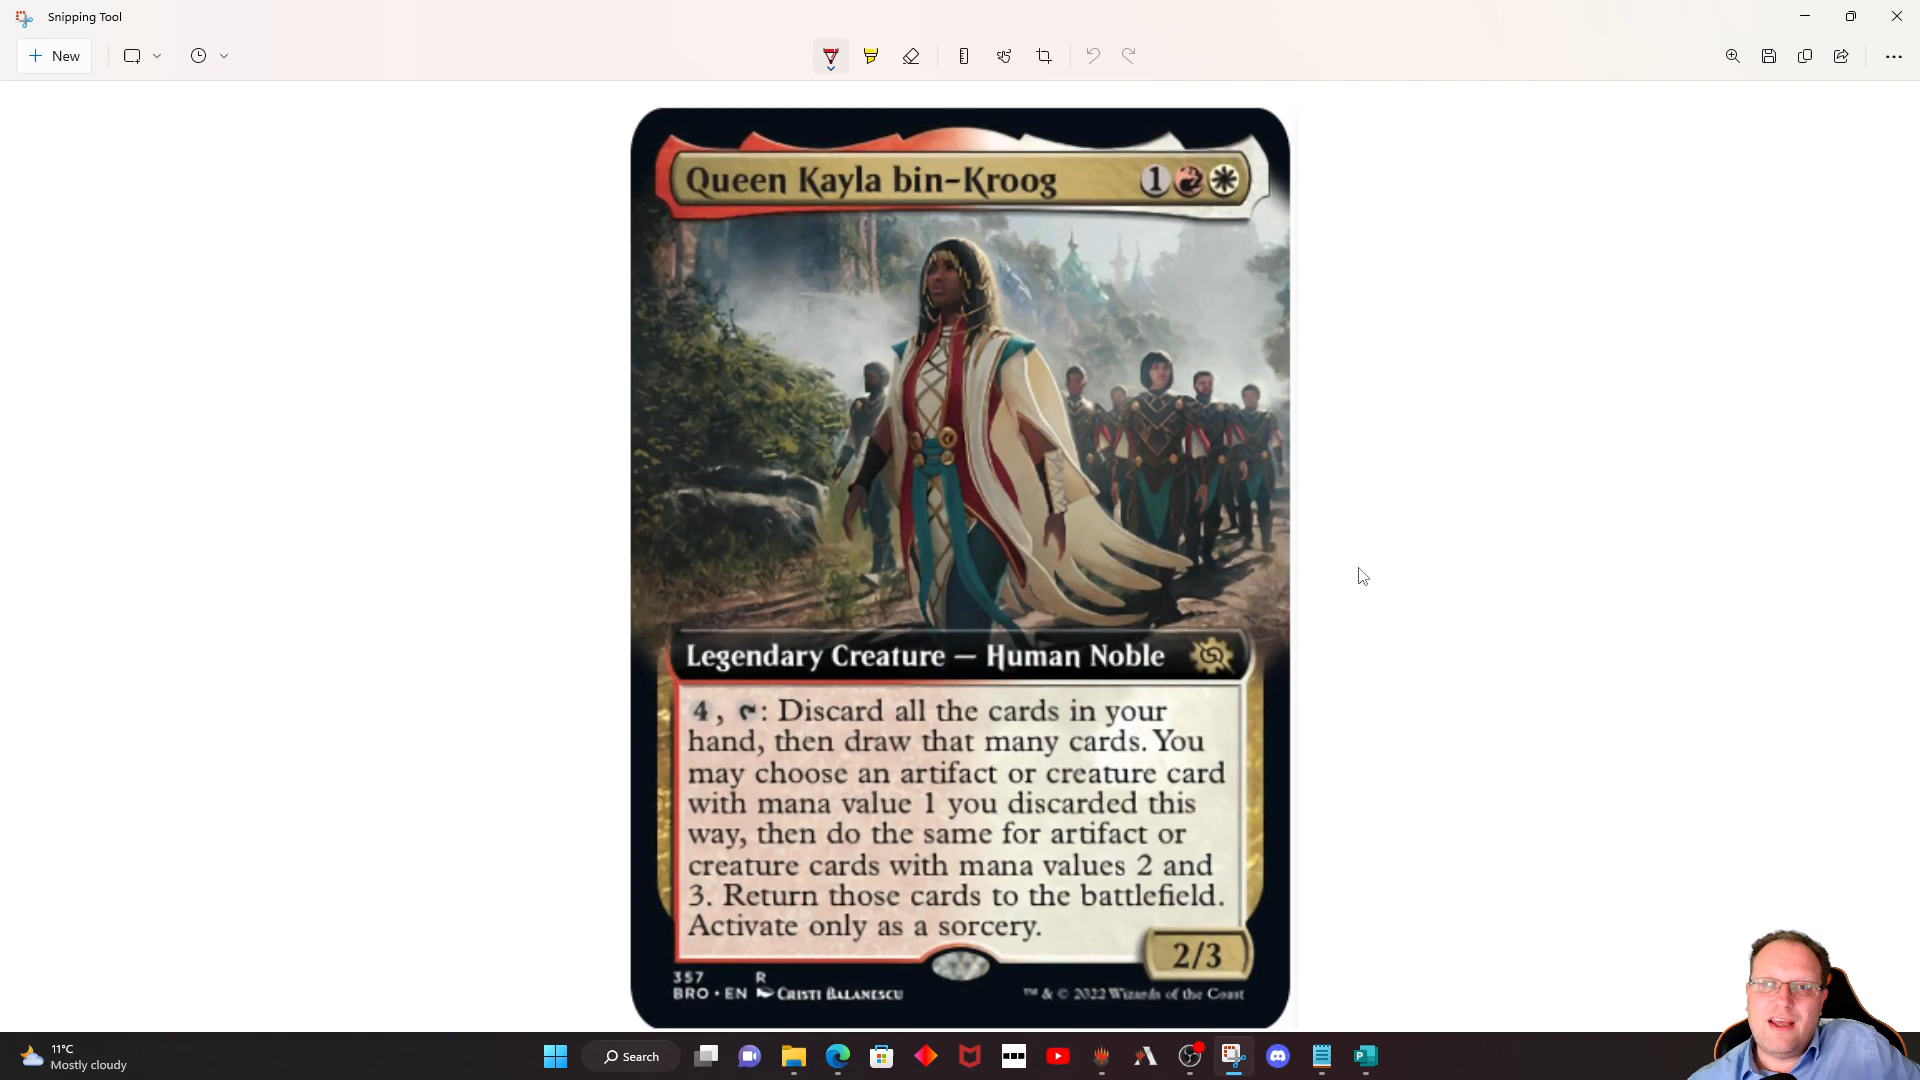 Snipping Tool
New
Queen Kayla bin-Kroog 1
Legendary Creature — Human Noble
4, : Discard all the cards in your
hand, then draw that many cards. You
may choose an artifact or creature card
with mana value 1 you discarded this
way, then do the same for artifact or
creature cards with mana values 2 and
3. Return those cards to the battlefield.
Activate only as a sorcery.
2/3
357 R
BRO • EN Cristi Balanescu
™ & © 2022 Wizards of the Coast
11°C
Mostly cloudy
Search